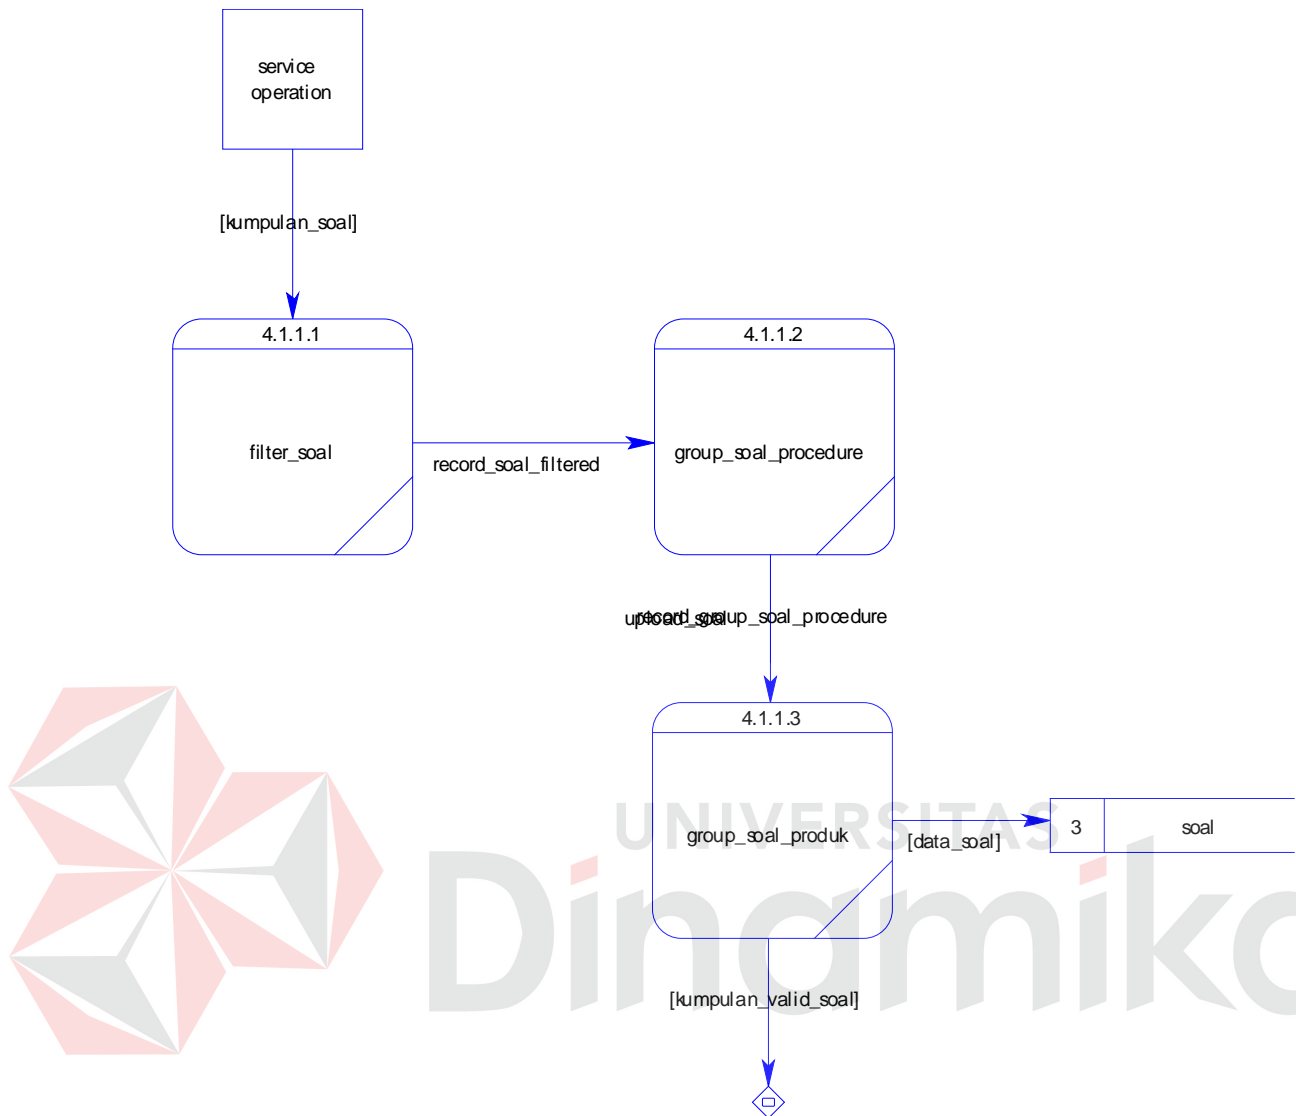 service
operation
[kumpulan_soal]
4.1.1.1
filter_soal
record_soal_filtered
4.1.1.2
group_soal_procedure
upload_soal
record_group_soal_procedure
4.1.1.3
group_soal_produk
[data_soal]
3
soal
[kumpulan_valid_soal]
UNIVERSITAS
Dinamika